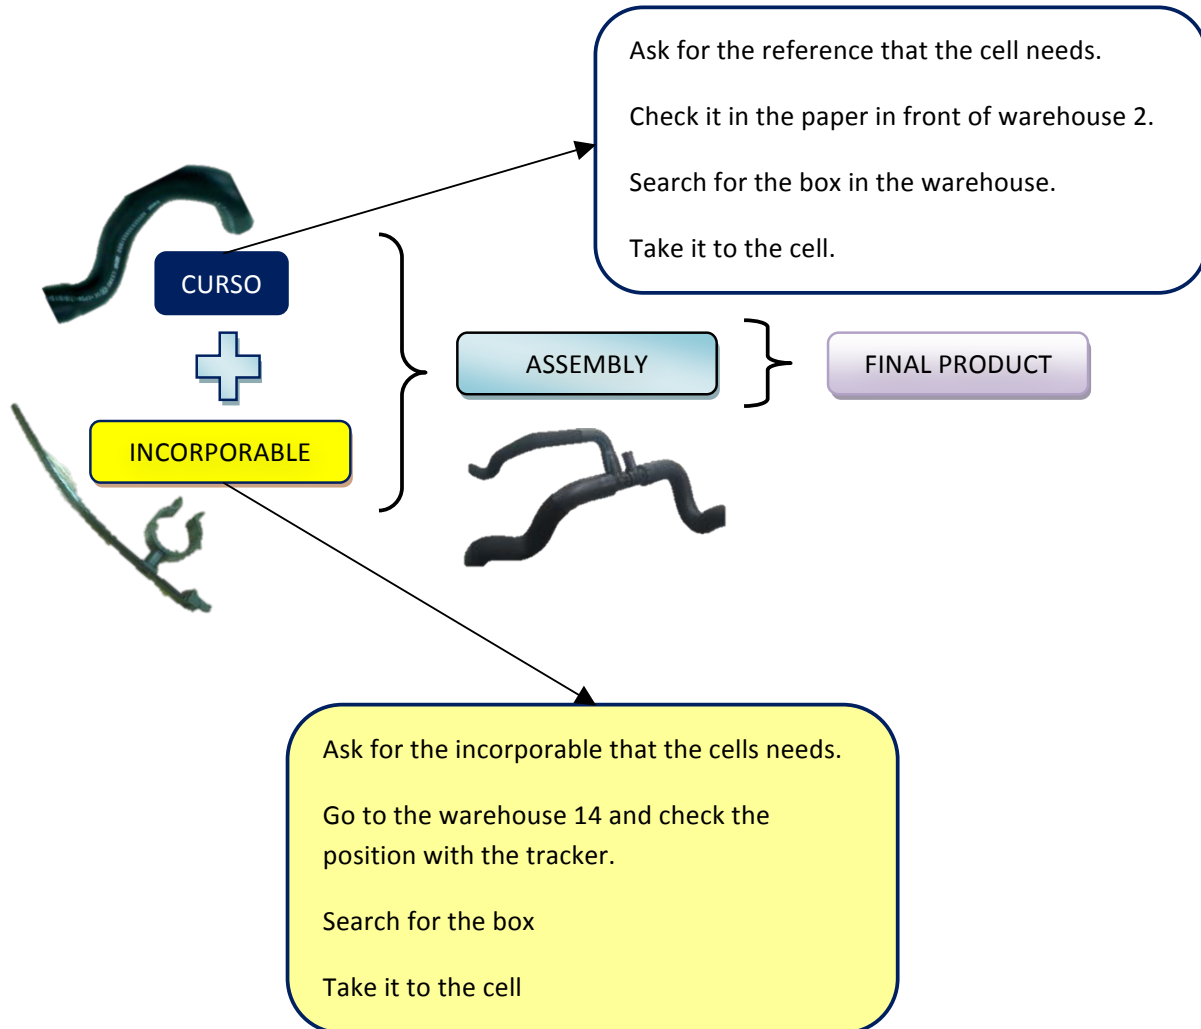 Ask for the reference that the cell needs.
Check it in the paper in front of warehouse 2.
Search for the box in the warehouse.
Take it to the cell.
CURSO
ASSEMBLY
FINAL PRODUCT
INCORPORABLE
Ask for the incorporable that the cells needs.
Go to the warehouse 14 and check the
position with the tracker.
Search for the box
Take it to the cell